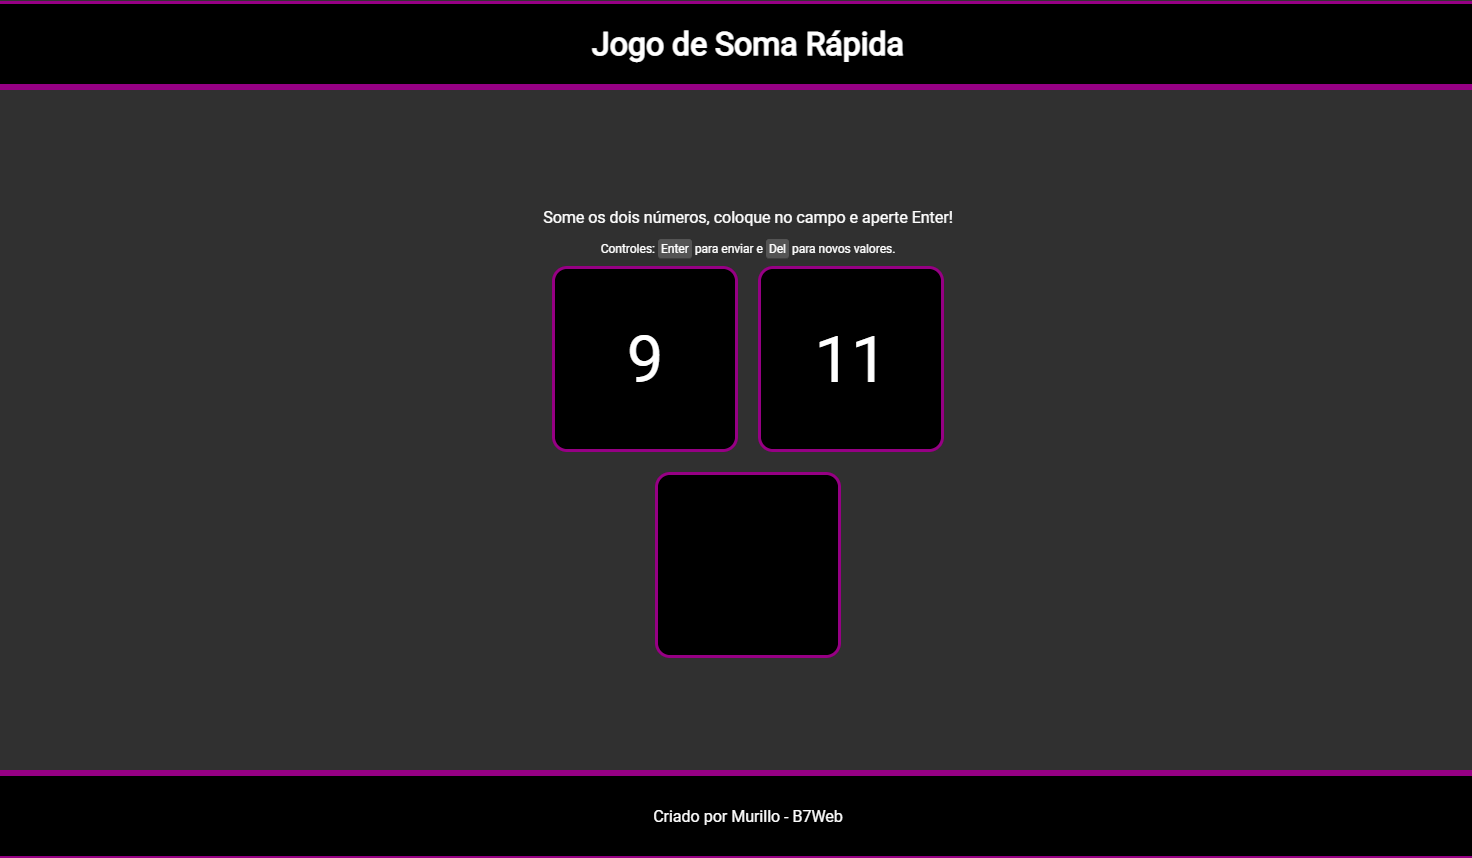 Jogo de Soma Rápida
Some os dois números, coloque no campo e aperte Enter!
Controles: Enter para enviar e Del para novos valores.
9 11
Criado por Murillo - B7Web